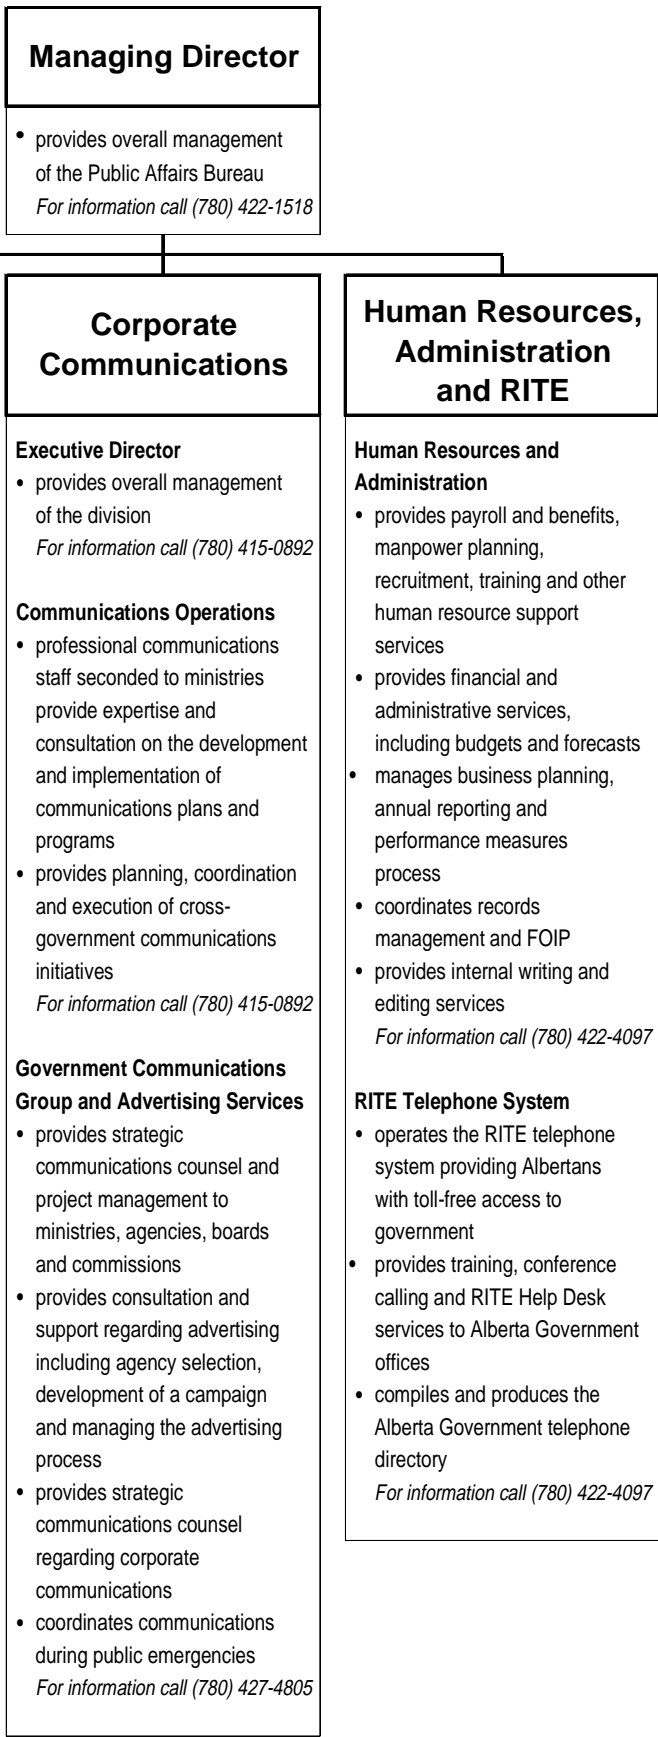 Managing Director
• provides overall management
of the Public Affairs Bureau
For information call (780) 422-1518
Corporate
Communications
Executive Director
• provides overall management
of the division
For information call (780) 415-0892
Communications Operations
• professional communications
staff seconded to ministries
provide expertise and
consultation on the development
and implementation of
communications plans and
programs
• provides planning, coordination
and execution of cross-
government communications
initiatives
For information call (780) 415-0892
Government Communications
Group and Advertising Services
• provides strategic
communications counsel and
project management to
ministries, agencies, boards
and commissions
• provides consultation and
support regarding advertising
including agency selection,
development of a campaign
and managing the advertising
process
• provides strategic
communications counsel
regarding corporate
communications
• coordinates communications
during public emergencies
For information call (780) 427-4805
Human Resources,
Administration
and RITE
Human Resources and
Administration
• provides payroll and benefits,
manpower planning,
recruitment, training and other
human resource support
services
• provides financial and
administrative services,
including budgets and forecasts
• manages business planning,
annual reporting and
performance measures
process
• coordinates records
management and FOIP
• provides internal writing and
editing services
For information call (780) 422-4097
RITE Telephone System
• operates the RITE telephone
system providing Albertans
with toll-free access to
government
• provides training, conference
calling and RITE Help Desk
services to Alberta Government
offices
• compiles and produces the
Alberta Government telephone
directory
For information call (780) 422-4097